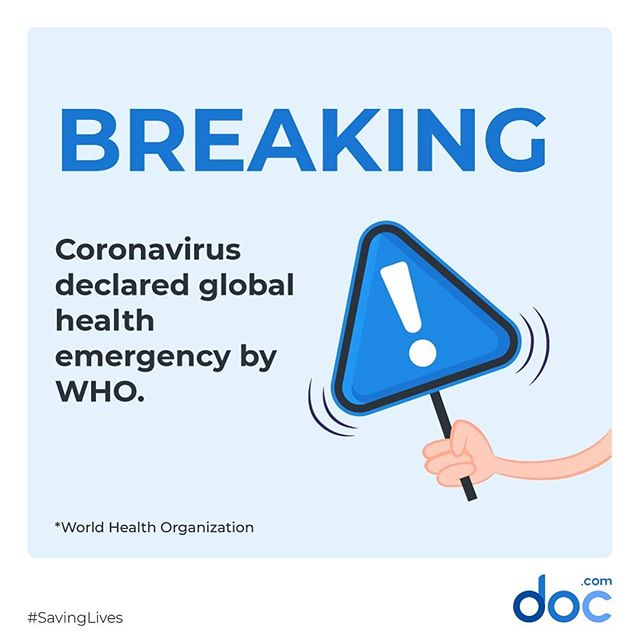 BREAKING
Coronavirus
declared global
health
emergency by
WHO.
*World Health Organization
#SavingLives
doc.com